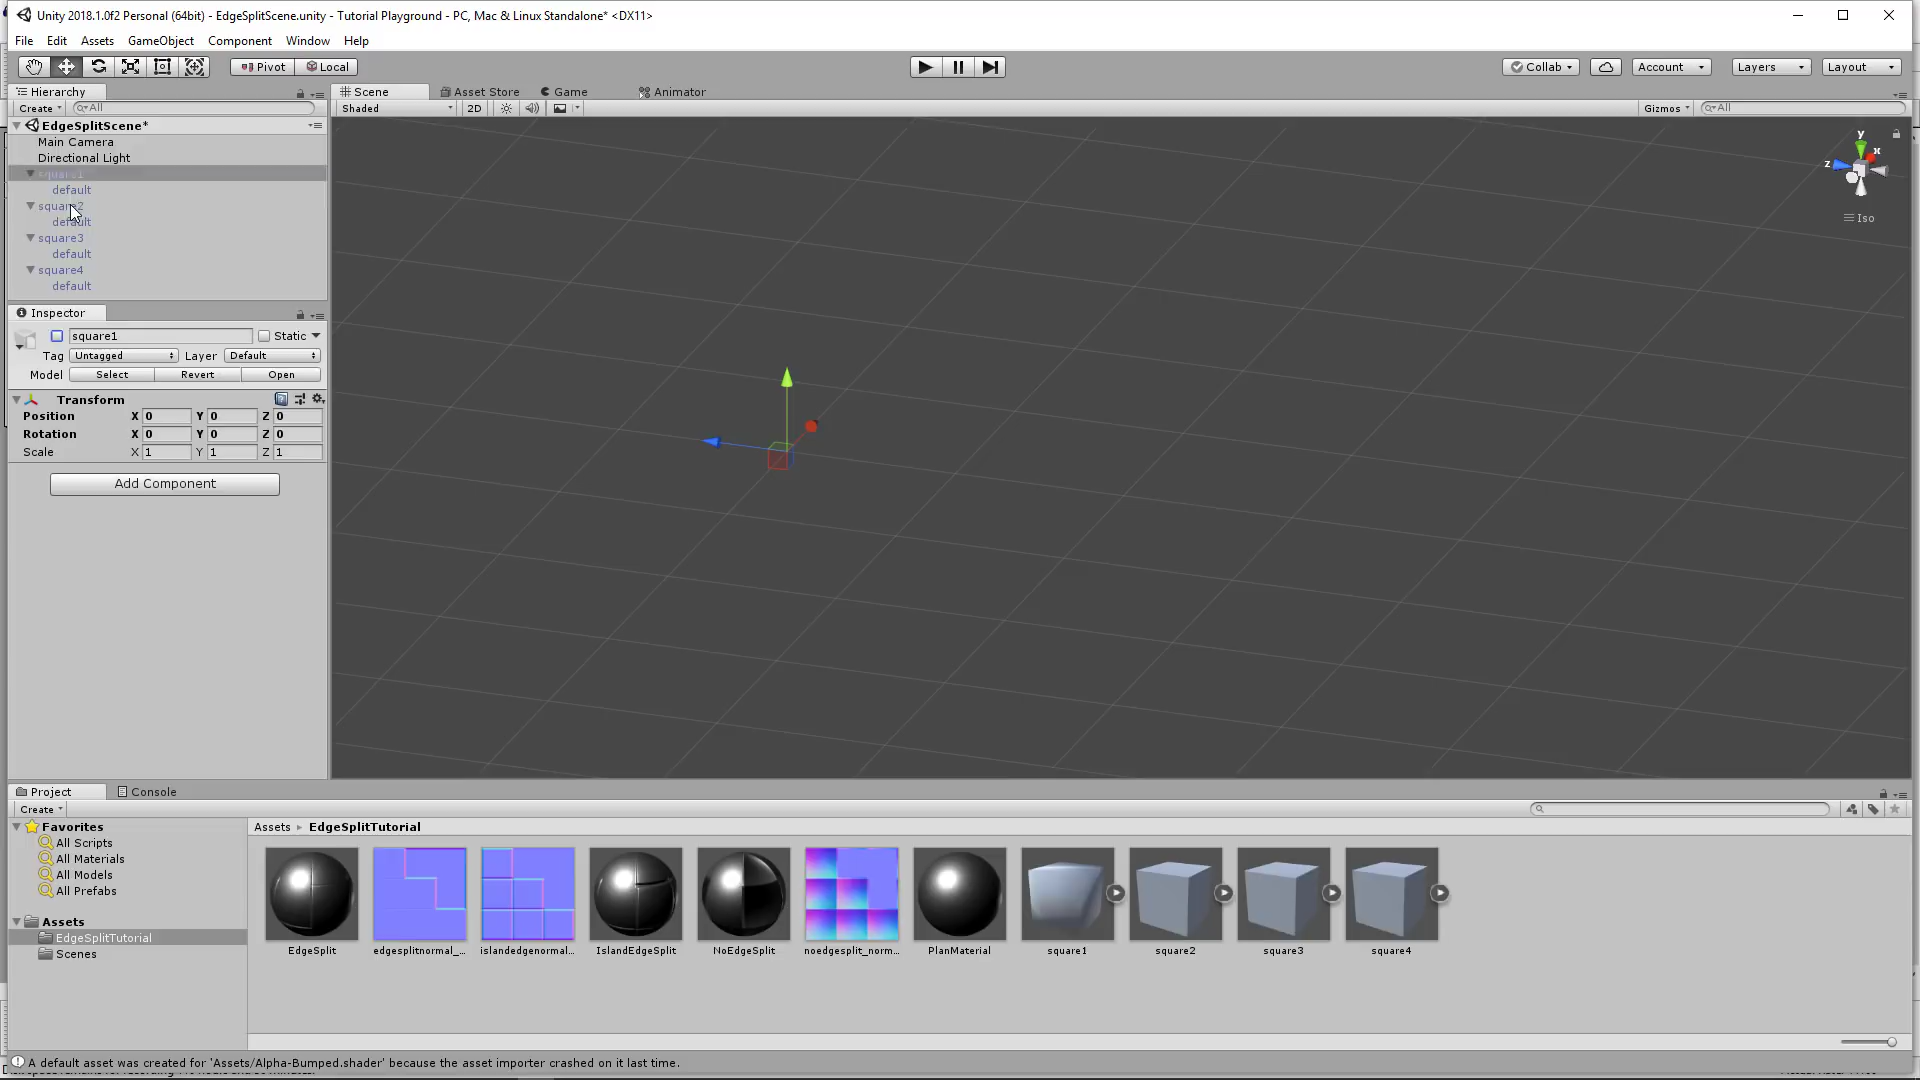 Unity 2018.1.0f2 Personal (64bit) - EdgeSplitScene.unity - Tutorial Playground - PC, Mac & Linux Standalone* <DX11>
File Edit Assets GameObject Component Window Help
Pivot Local Collab Account Layers Layout
Hierarchy
Create All
EdgeSplitScene*
Main Camera
Directional Light
square1
default
square2
default
square3
default
square4
default
Scene Asset Store Game Animator
Shaded 2D Gizmos All
y
x
z
Iso
Inspector
square1 Static
Tag Untagged Layer Default
Model Select Revert Open
Transform
Position X 0 Y 0 Z 0
Rotation X 0 Y 0 Z 0
Scale X 1 Y 1 Z 1
Add Component
Project Console
Create
Favorites
All Scripts
All Materials
All Models
All Prefabs
Assets
EdgeSplitTutorial
Scenes
Assets EdgeSplitTutorial
EdgeSplit edgesplitnormal_... islandedgenormal... IslandEdgeSplit NoEdgeSplit noedgesplit_norm... PlanMaterial square1 square2 square3 square4
A default asset was created for 'Assets/Alpha-Bumped.shader' because the asset importer crashed on it last time.